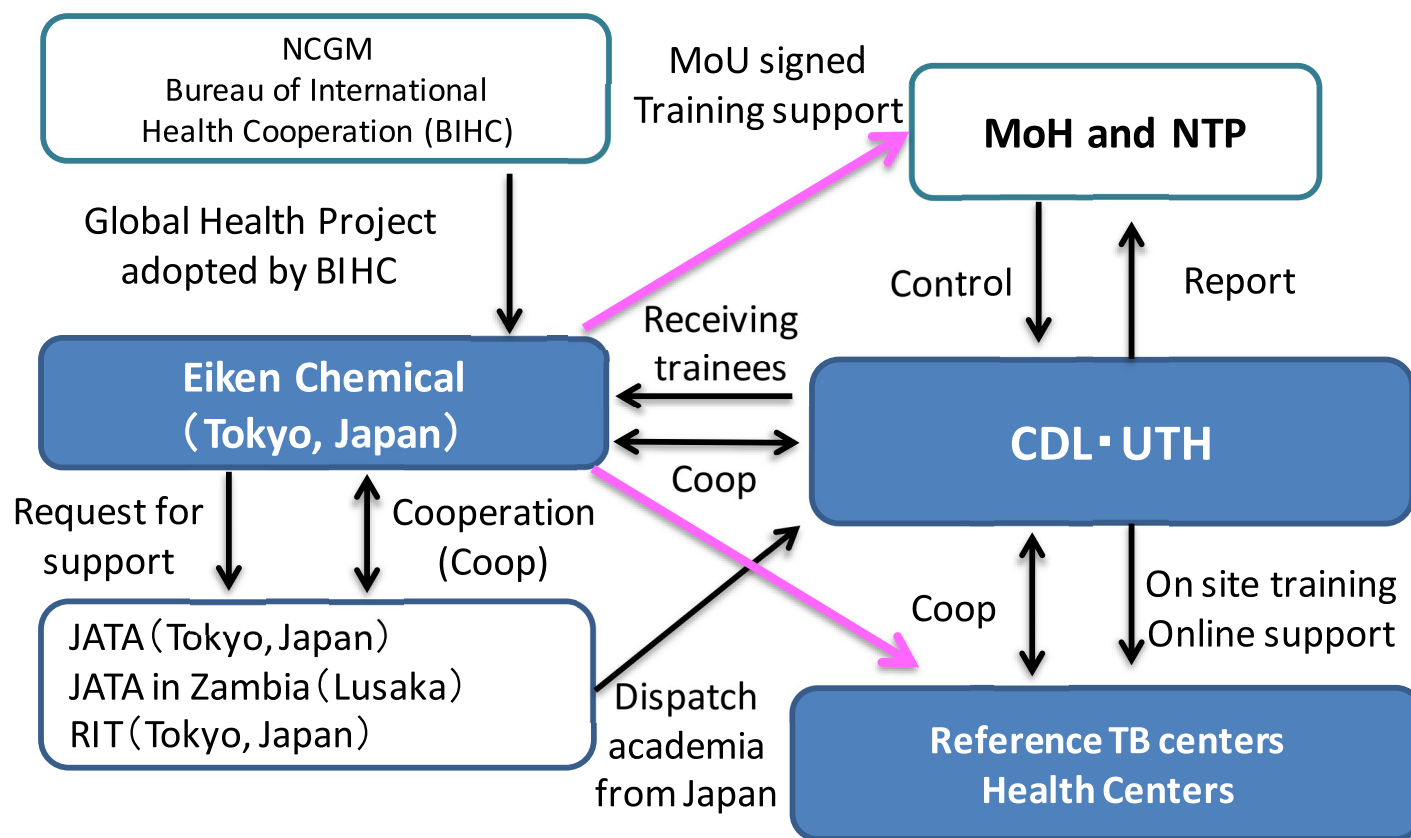 NCGM
Bureau of International
Health Cooperation (BIHC)
MoU signed
Training support
MoH and NTP
Global Health Project
adopted by BIHC
Control
Report
Receiving
trainees
Eiken Chemical
（Tokyo, Japan）
CDL・UTH
Coop
Request for
support
Cooperation
(Coop)
Coop
On site training
Online support
JATA（Tokyo, Japan）
JATA in Zambia（Lusaka）
RIT（Tokyo, Japan）
Dispatch
academia
from Japan
Reference TB centers
Health Centers